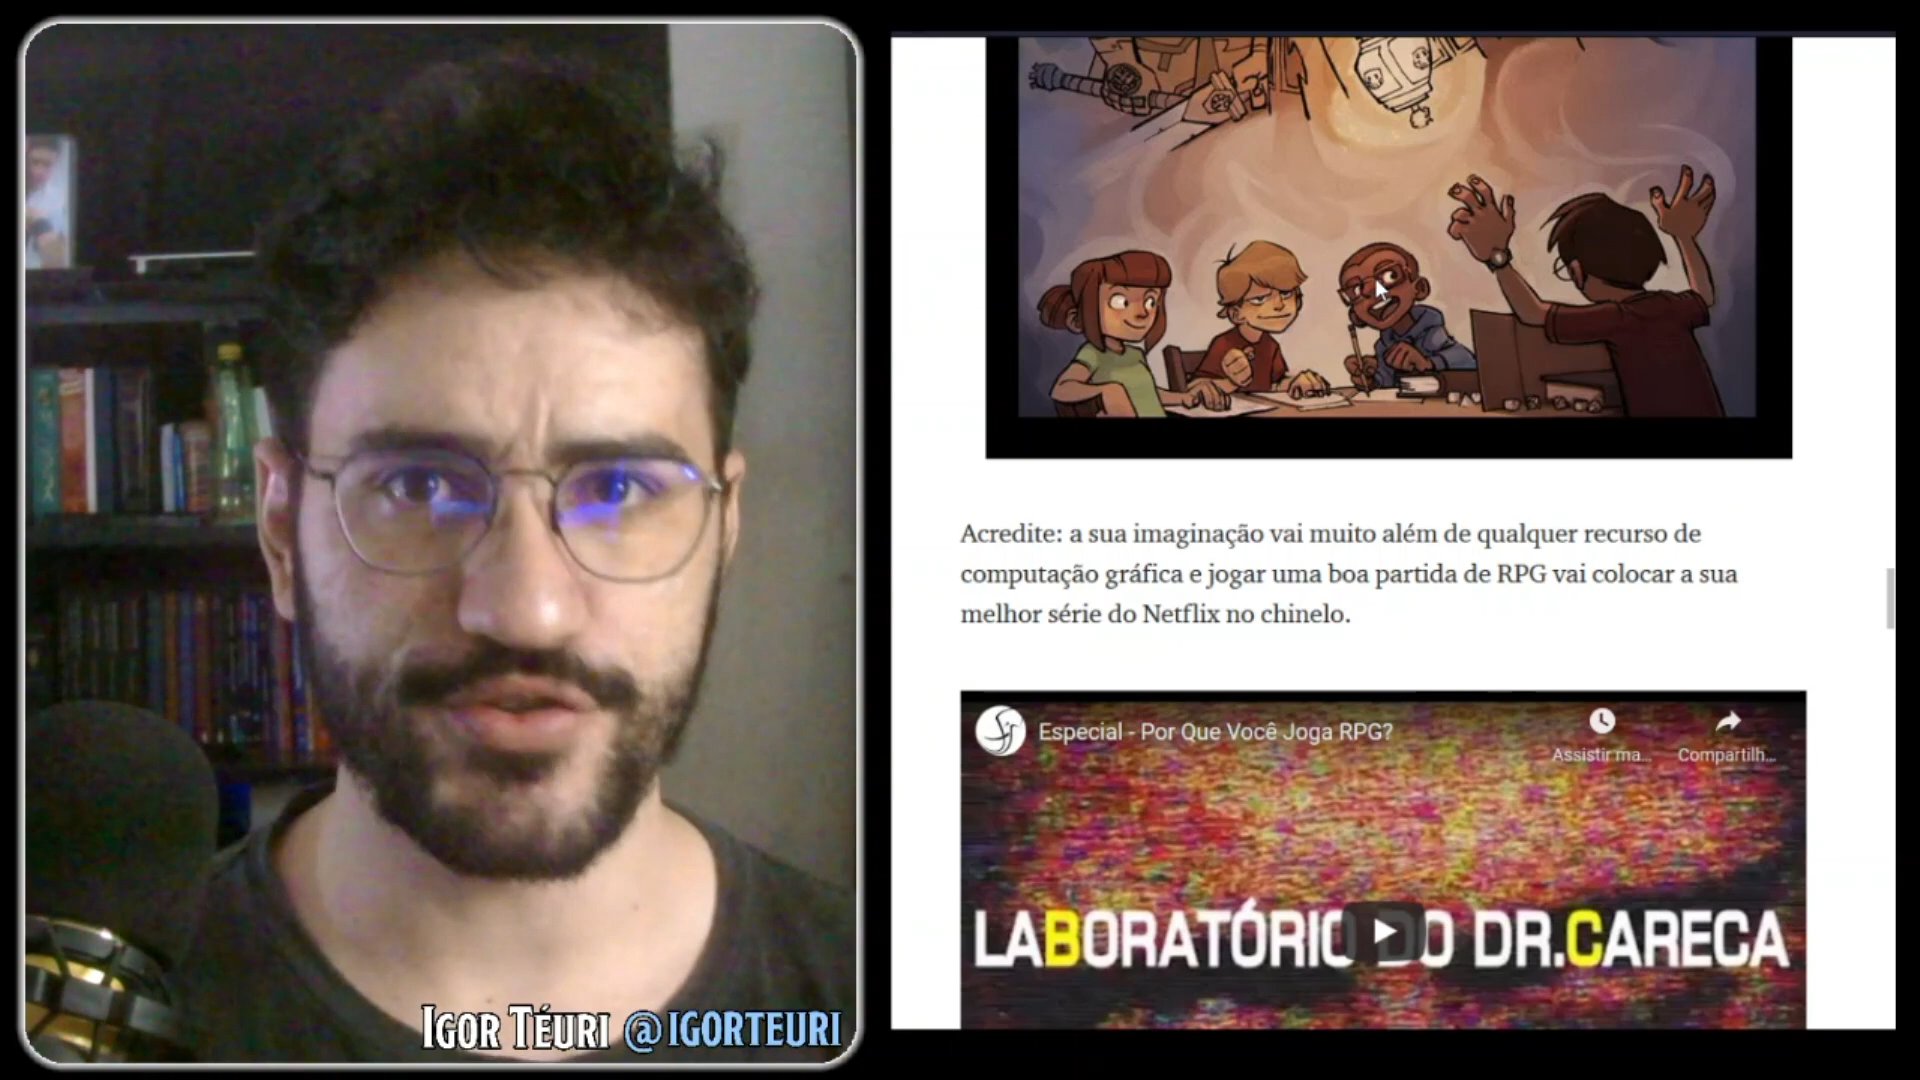 IGOR TÉURI @IGORTEURI
Acredite: a sua imaginação vai muito além de qualquer recurso de
computação gráfica e jogar uma boa partida de RPG vai colocar a sua
melhor série do Netflix no chinelo.
Especial - Por Que Você Joga RPG?
Assistir ma...
Compartilh...
LABORATÓRIO DO DR.CARECA